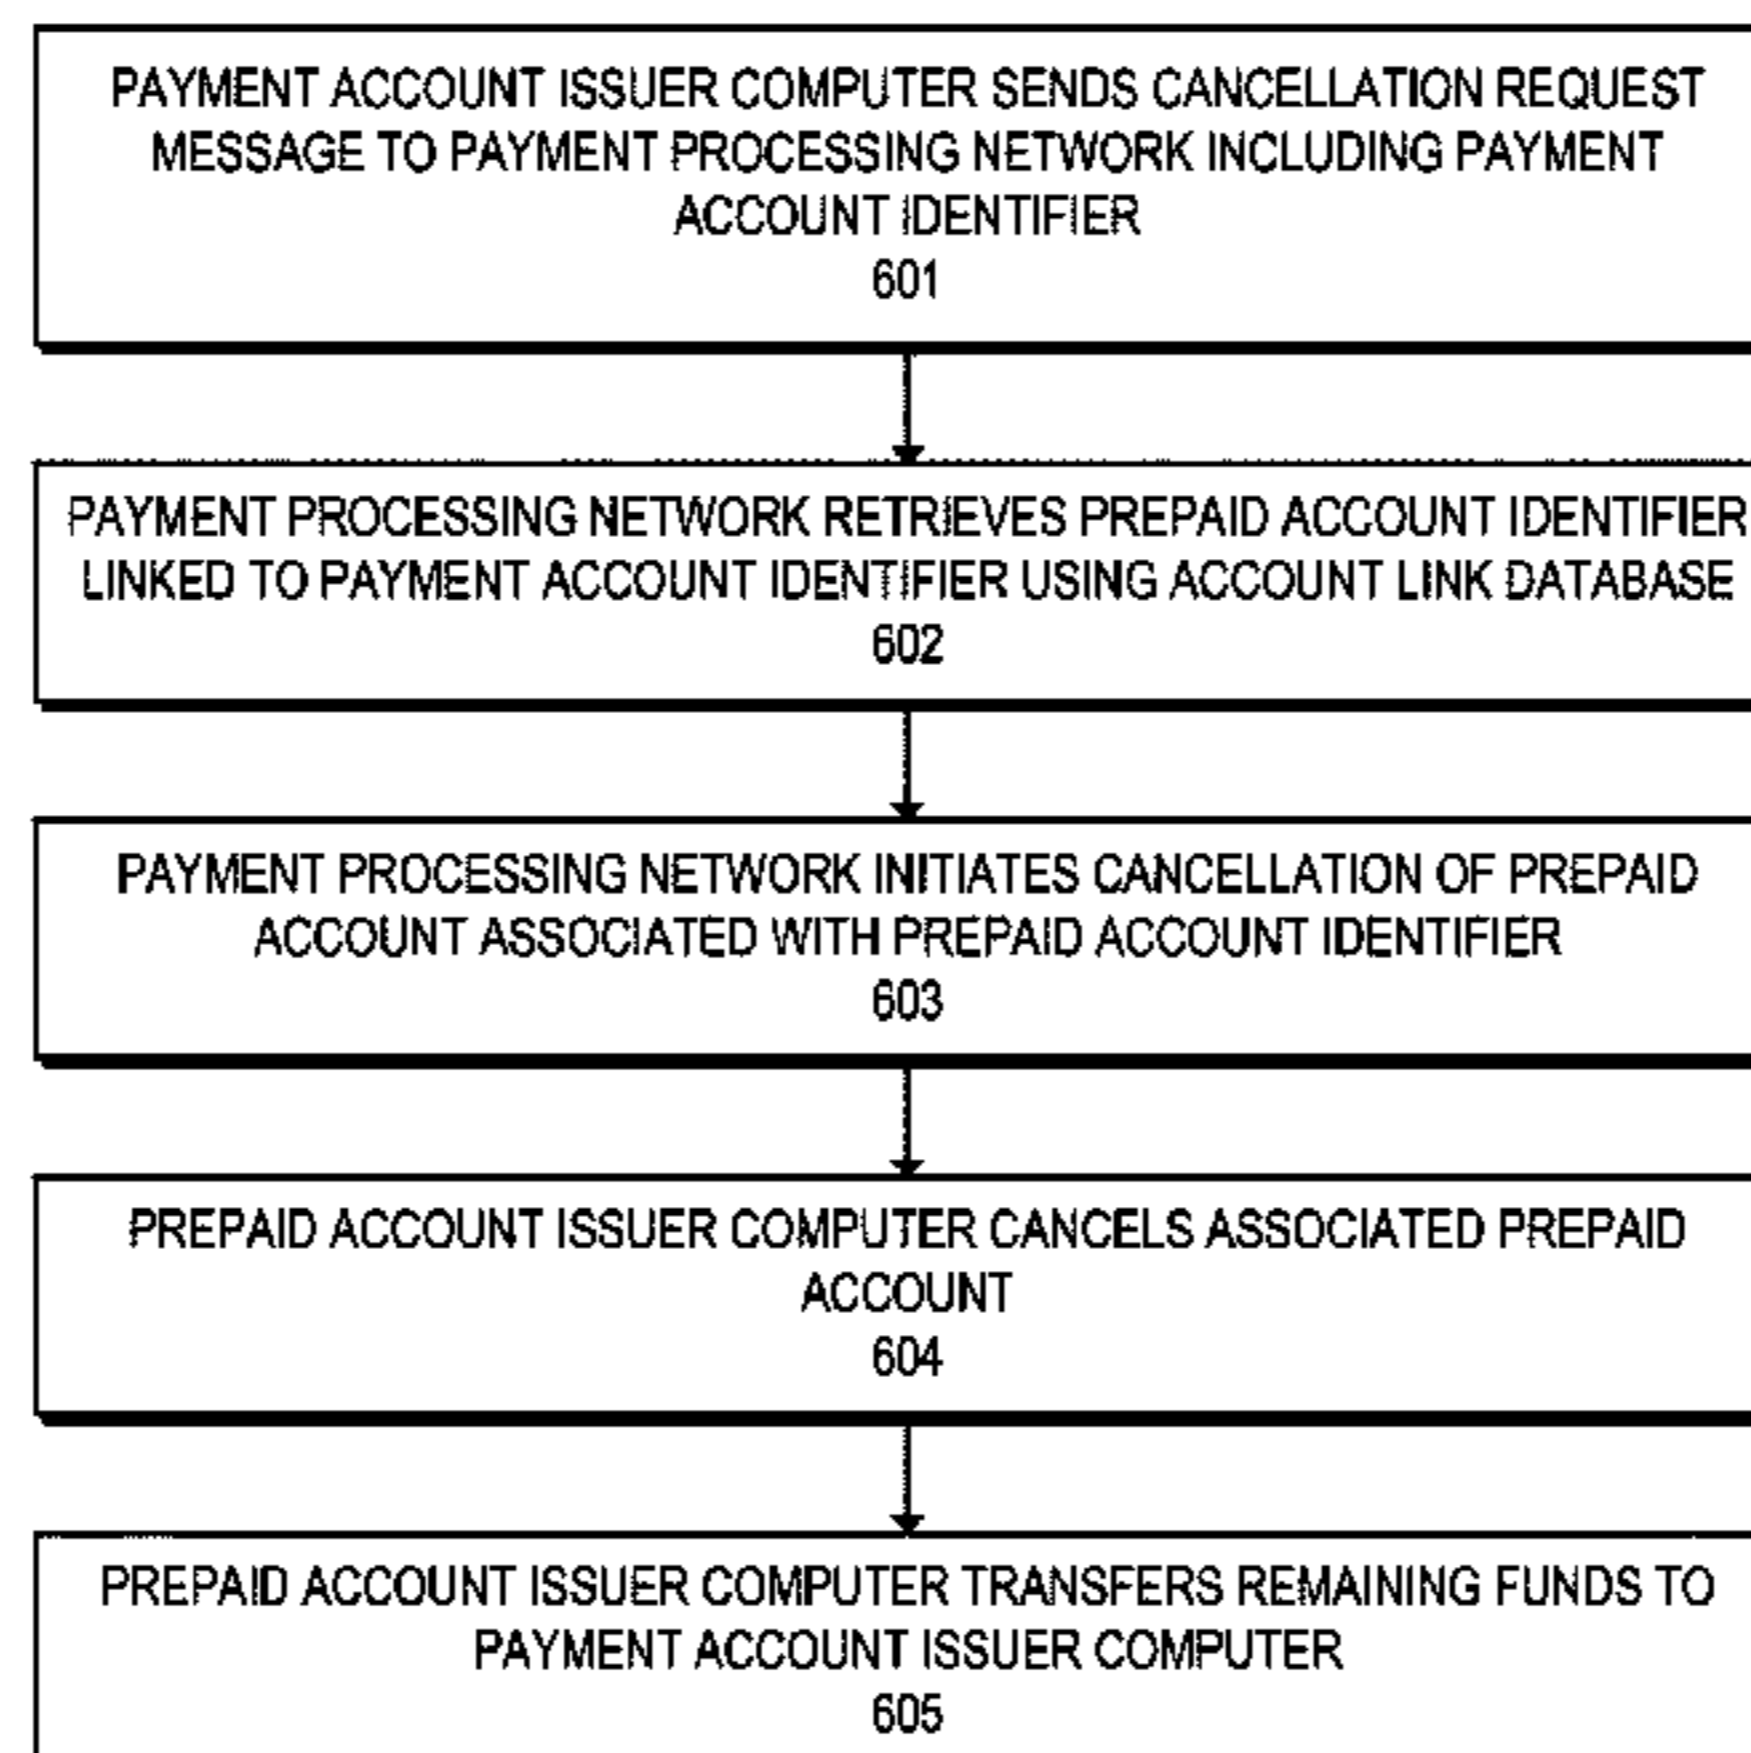 PAYMENT ACCOUNT ISSUER COMPUTER SENDS CANCELLATION REQUEST
MESSAGE TO PAYMENT PROCESSING NETWORK INCLUDING PAYMENT
ACCOUNT IDENTIFIER
601
PAYMENT PROCESSING NETWORK RETRIEVES PREPAID ACCOUNT IDENTIFIER
LINKED TO PAYMENT ACCOUNT IDENTIFIER USING ACCOUNT LINK DATABASE
602
PAYMENT PROCESSING NETWORK INITIATES CANCELLATION OF PREPAID
ACCOUNT ASSOCIATED WITH PREPAID ACCOUNT IDENTIFIER
603
PREPAID ACCOUNT ISSUER COMPUTER CANCELS ASSOCIATED PREPAID
ACCOUNT
604
PREPAID ACCOUNT ISSUER COMPUTER TRANSFERS REMAINING FUNDS TO
PAYMENT ACCOUNT ISSUER COMPUTER
605